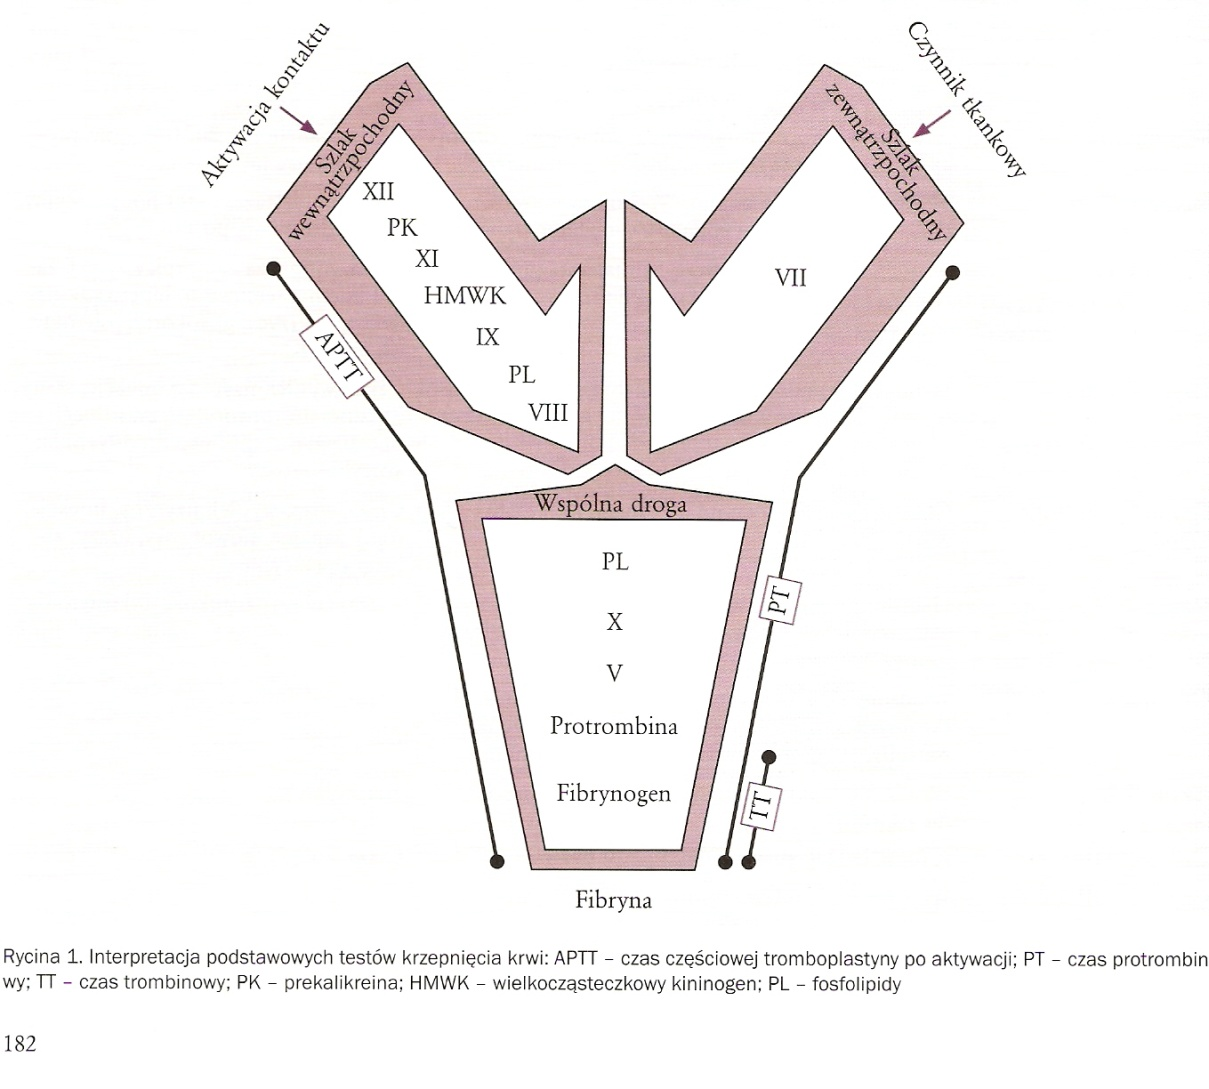 Aktywacja kontaktu
Czynnik tkankowy
Szlak
wewnątrzpochodny
Szlak
zewnątrzpochodny
XII
PK
XI
HMWK
IX
PL
VIII
VII
APTT
Wspólna droga
PL
X
V
Protrombina
Fibrynogen
PT
TT
Fibryna
Rycina 1. Interpretacja podstawowych testów krzepnięcia krwi: APTT – czas częściowej tromboplastyny po aktywacji; PT – czas protrombin
wy; TT – czas trombinowy; PK – prekalikreina; HMWK – wielkocząsteczkowy kininogen; PL – fosfolipidy
182